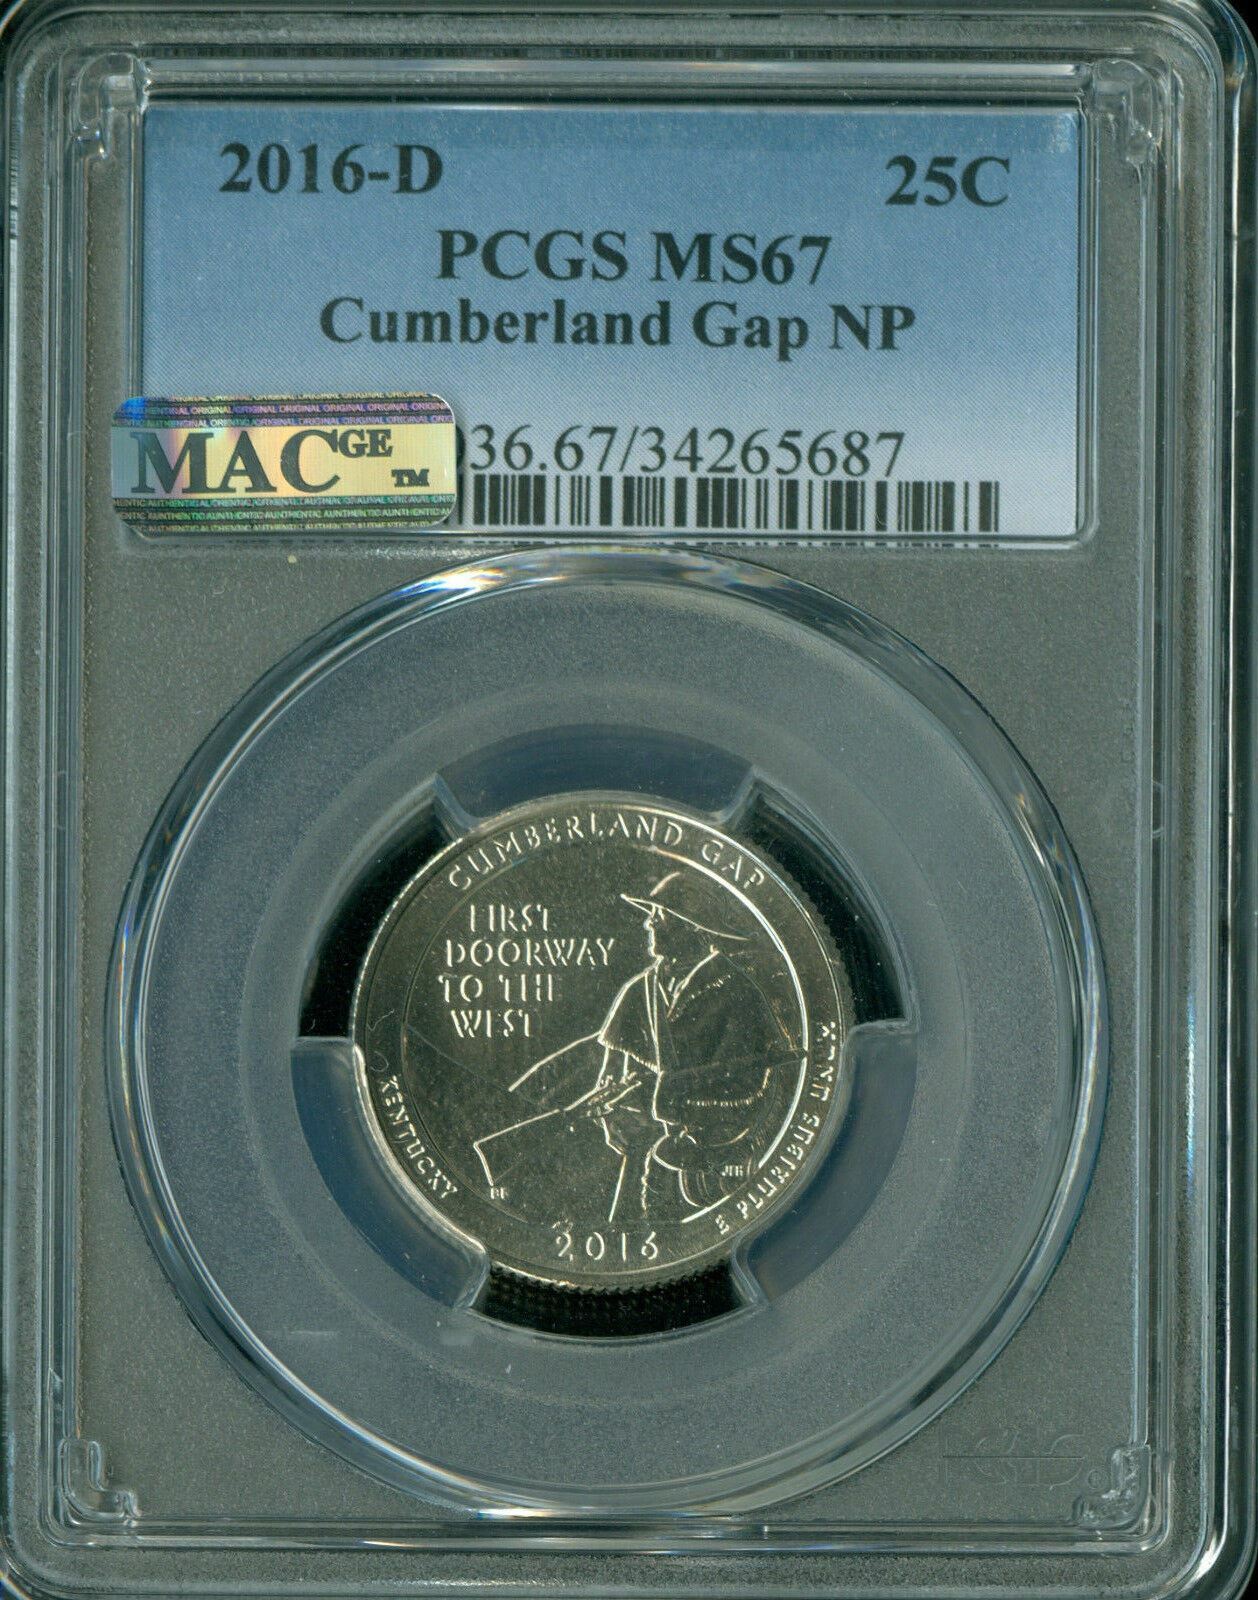 2016-D 25C
PCGS MS67
Cumberland Gap NP
MAC GE ™
036.67/34265687
CUMBERLAND GAP
FIRST
DOORWAY
TO THE
WEST
KENTUCKY
E PLURIBUS UNUM
JFM
2016